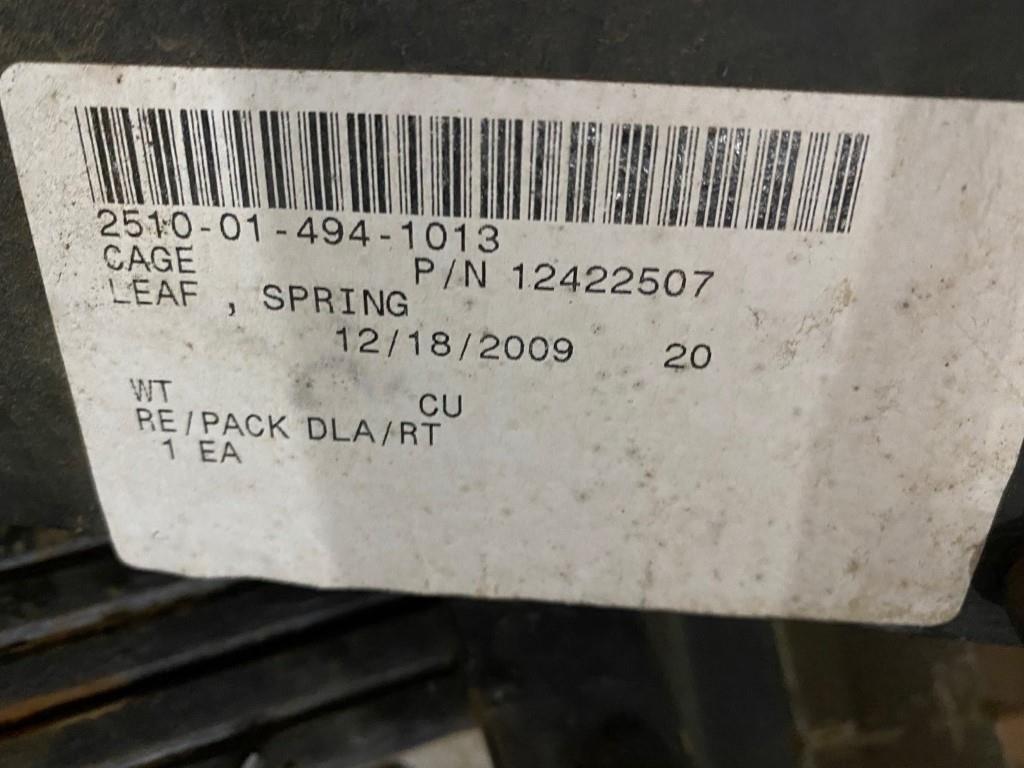 2510-01-494-1013
CAGE P/N 12422507
LEAF , SPRING
12/18/2009 20
WT CU
RE/PACK DLA/RT
1 EA